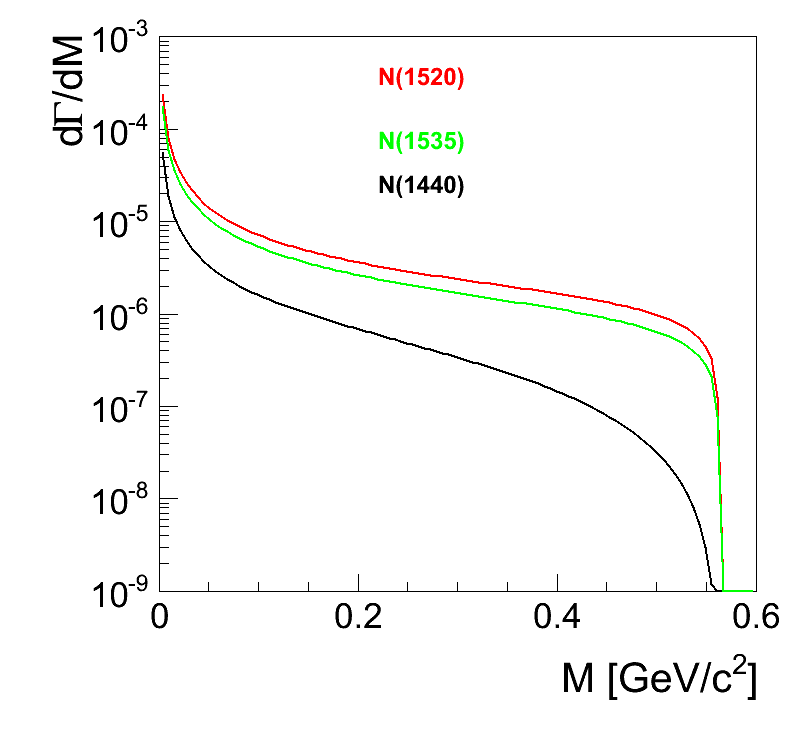 dΓ/dM
10⁻³
10⁻⁴
10⁻⁵
10⁻⁶
10⁻⁷
10⁻⁸
10⁻⁹
N(1520)
N(1535)
N(1440)
0 0.2 0.4 0.6
M [GeV/c²]